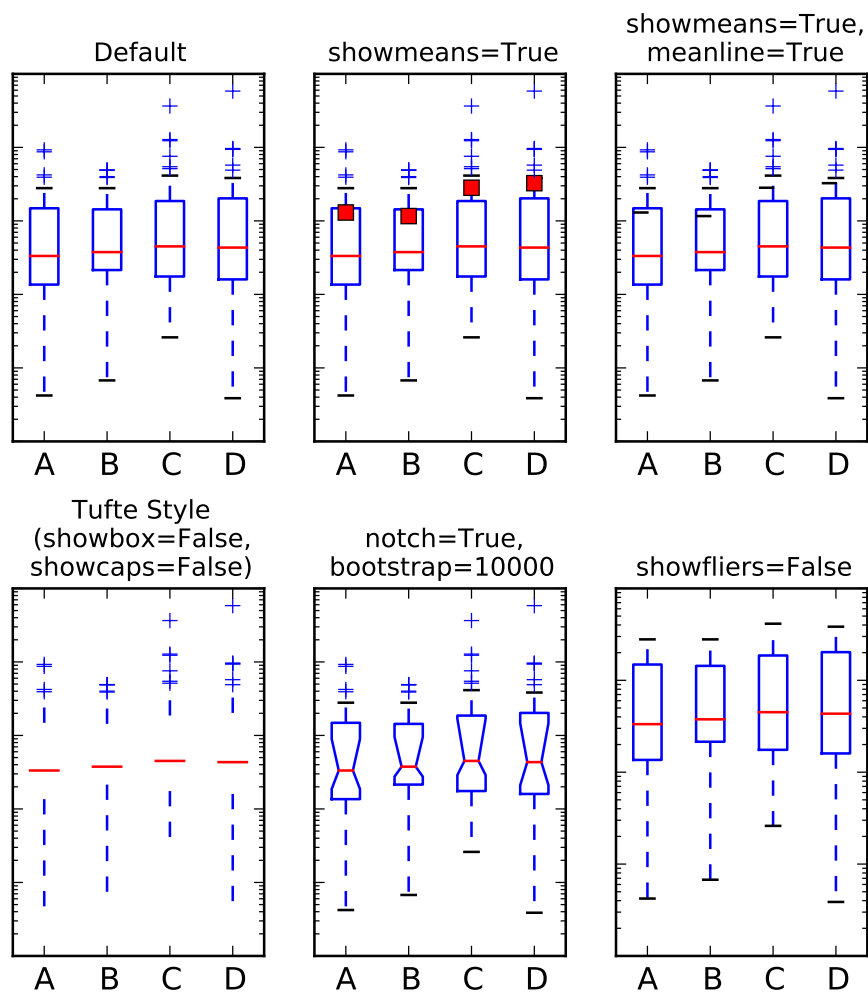 Default
showmeans=True
showmeans=True,
meanline=True
A B C D
A B C D
A B C D
Tufte Style
(showbox=False,
showcaps=False)
notch=True,
bootstrap=10000
showfliers=False
A B C D
A B C D
A B C D